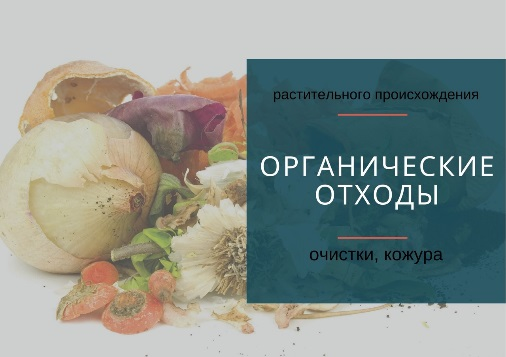 растительного происхождения
ОРГАНИЧЕСКИЕ
ОТХОДЫ
очистки, кожура